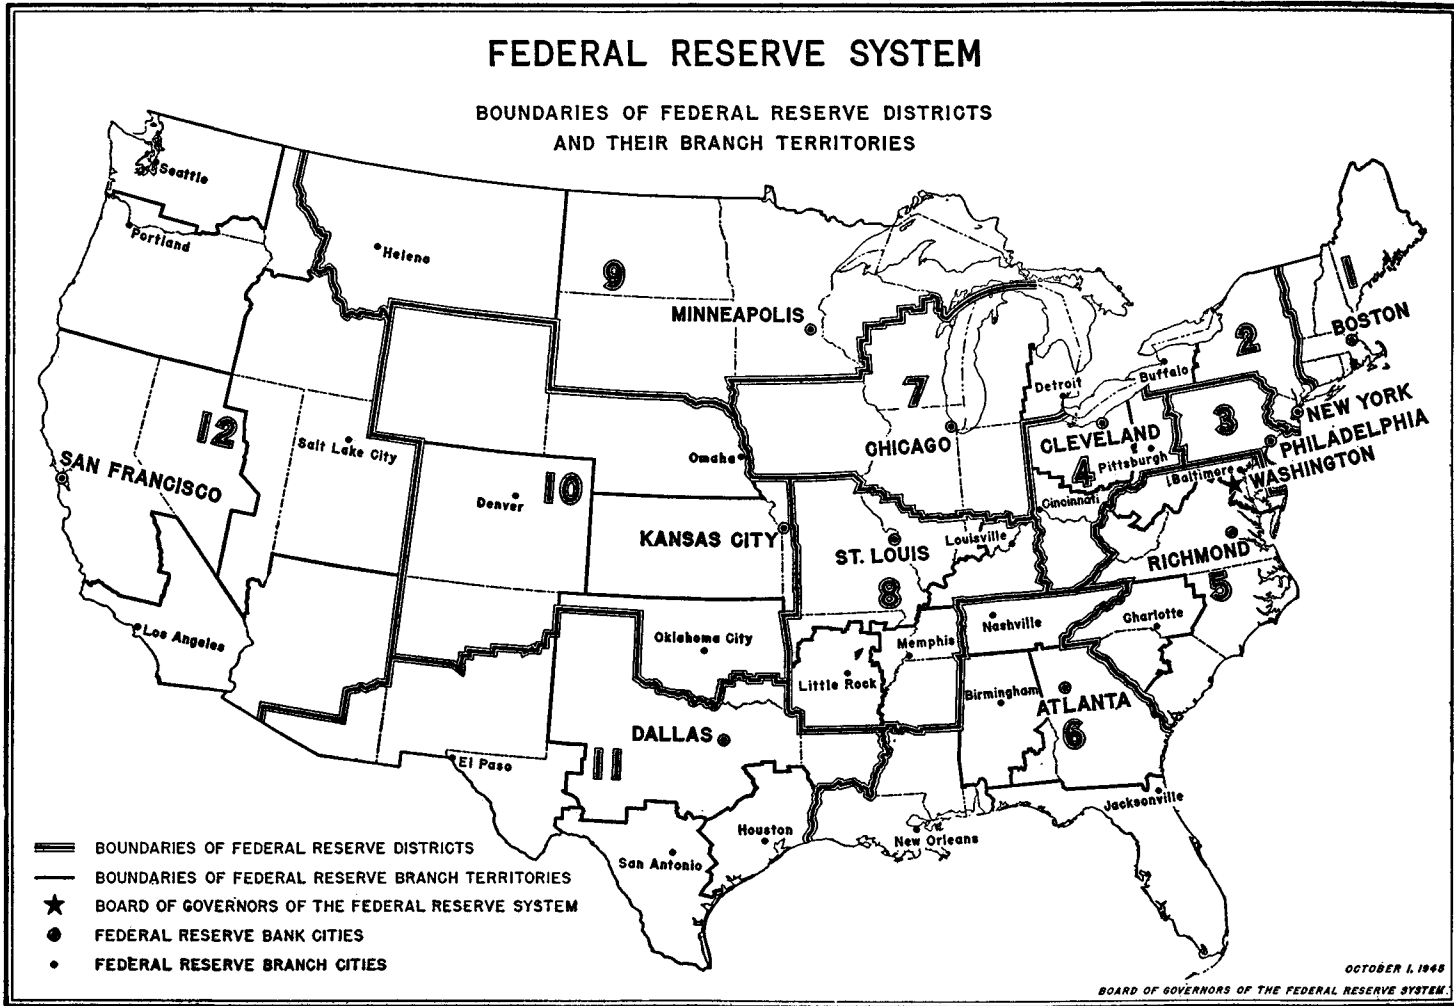 FEDERAL RESERVE SYSTEM
BOUNDARIES OF FEDERAL RESERVE DISTRICTS
AND THEIR BRANCH TERRITORIES
Seattle
Portland
Helena
9
MINNEAPOLIS
1
BOSTON
2
Buffalo
7
Detroit
NEW YORK
3
PHILADELPHIA
12
Salt Lake City
CHICAGO
CLEVELAND
Pittsburgh
4
WASHINGTON
Baltimore
Omaha
SAN FRANCISCO
Denver
10
Cincinnati
KANSAS CITY
ST. LOUIS
Louisville
RICHMOND
8
5
Los Angeles
Oklahoma City
Nashville
Charlotte
Memphis
Little Rock
Birmingham
ATLANTA
6
DALLAS
11
El Paso
Jacksonville
Houston
New Orleans
San Antonio
BOUNDARIES OF FEDERAL RESERVE DISTRICTS
BOUNDARIES OF FEDERAL RESERVE BRANCH TERRITORIES
BOARD OF GOVERNORS OF THE FEDERAL RESERVE SYSTEM
FEDERAL RESERVE BANK CITIES
FEDERAL RESERVE BRANCH CITIES
OCTOBER 1, 1948
BOARD OF GOVERNORS OF THE FEDERAL RESERVE SYSTEM